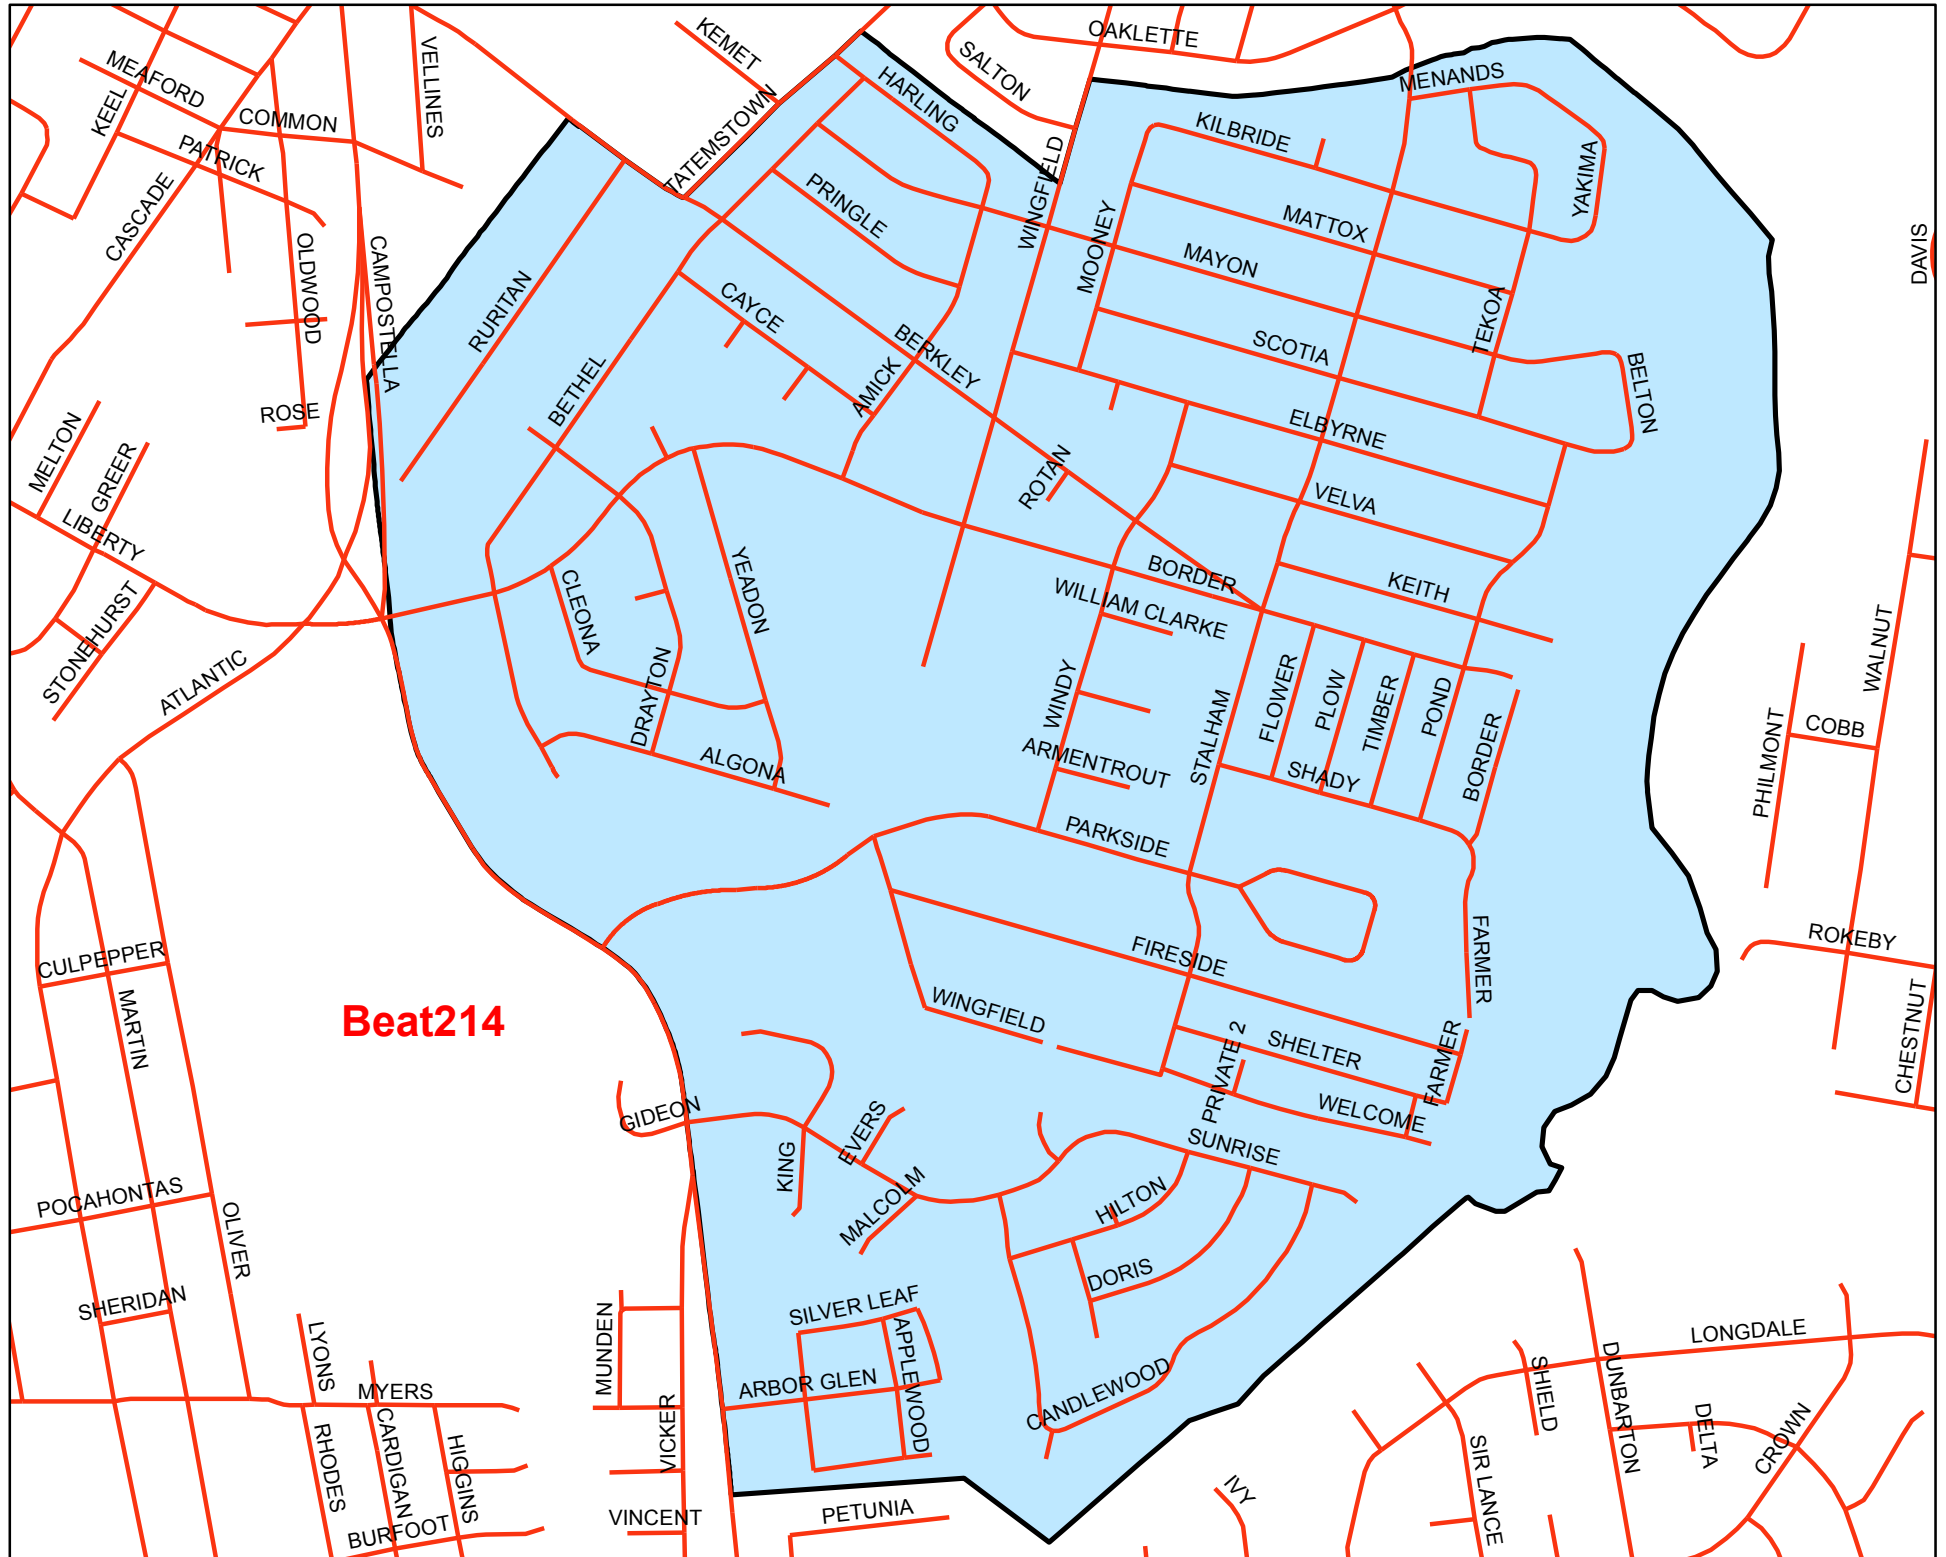 KEMET
OAKLETTE
VELLINES
SALTON
MEAFORD
HARLING
MENANDS
KEEL
COMMON
TATEMSTOWN
KILBRIDE
PATRICK
YAKIMA
CASCADE
PRINGLE
WINGFIELD
MATTOX
MOONEY
MAYON
DAVIS
OLDWOOD
CAMPOSTELLA
RURITAN
CAYCE
TEKOA
BERKLEY
SCOTIA
BETHEL
AMICK
BELTON
ROSE
ELBYRNE
MELTON
GREER
ROTAN
VELVA
LIBERTY
YEADON
BORDER
KEITH
CLEONA
WILLIAM CLARKE
STONEHURST
WALNUT
ATLANTIC
DRAYTON
WINDY
FLOWER
PLOW
TIMBER
POND
STALHAM
BORDER
PHILMONT
COBB
ALGONA
ARMENTROUT
SHADY
PARKSIDE
CULPEPPER
FIRESIDE
FARMER
ROKEBY
Beat214
MARTIN
WINGFIELD
PRIVATE 2
SHELTER
FARMER
CHESTNUT
GIDEON
EVERS
WELCOME
KING
SUNRISE
POCAHONTAS
MALCOLM
HILTON
OLIVER
DORIS
SHERIDAN
SILVER LEAF
LYONS
MUNDEN
APPLEWOOD
LONGDALE
MYERS
ARBOR GLEN
CANDLEWOOD
SHIELD
DUNBARTON
RHODES
CARDIGAN
HIGGINS
VICKER
DELTA
CROWN
SIR LANCE
IVY
BURFOOT
VINCENT
PETUNIA